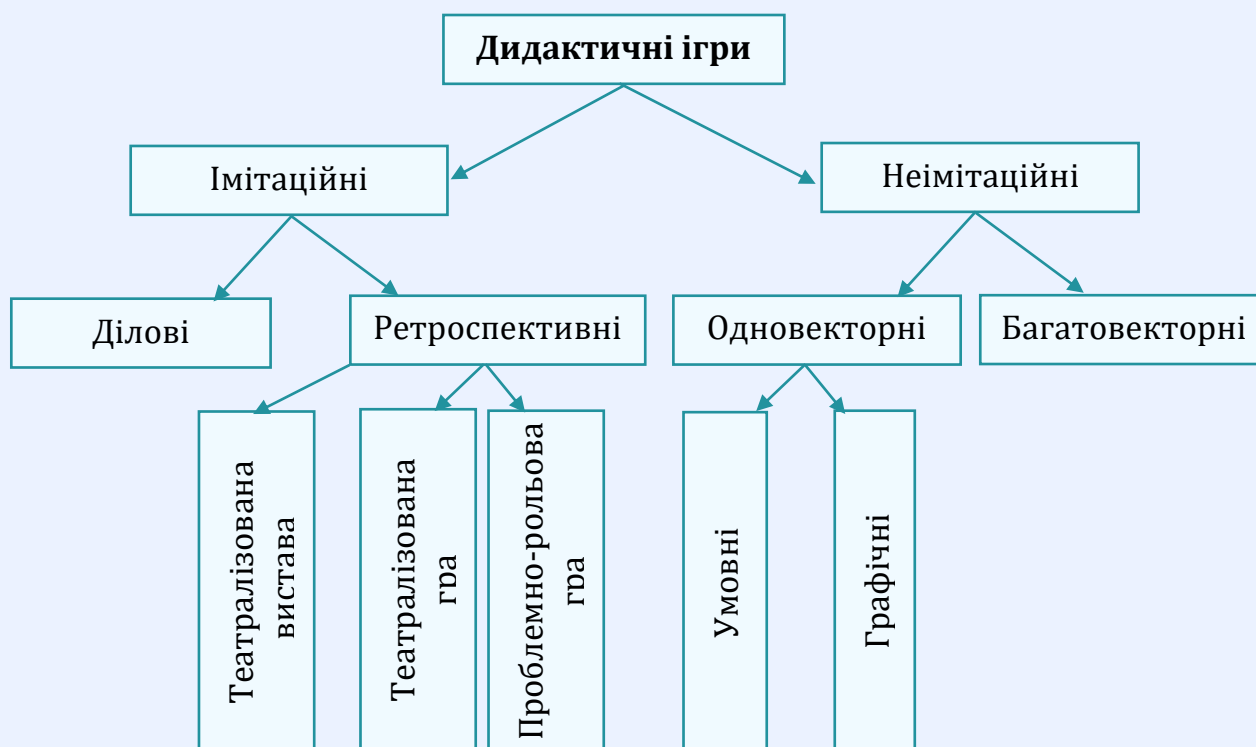 Дидактичні ігри
Імітаційні
Неімітаційні
Ділові
Ретроспективні
Одновекторні
Багатовекторні
Театралізована
вистава
Театралізована
гра
Проблемно-рольова
гра
Умовні
Графічні